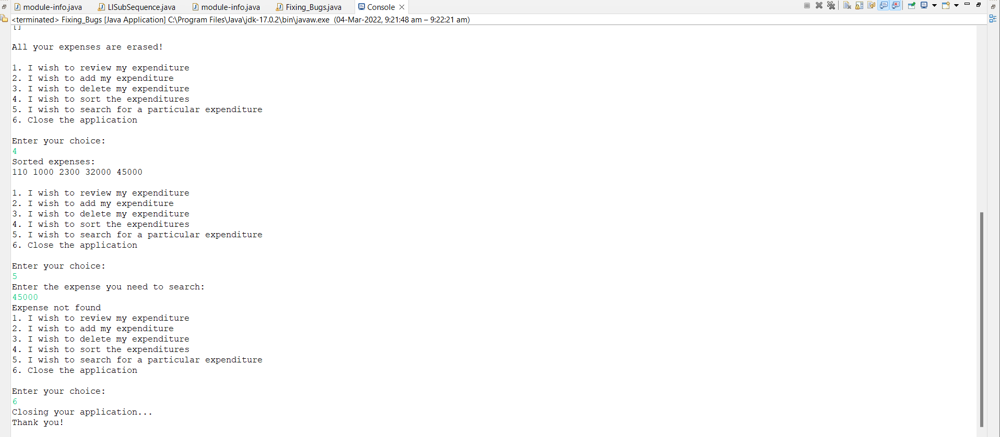 module-info.java LISubSequence.java module-info.java Fixing_Bugs.java Console
<terminated> Fixing_Bugs [Java Application] C:\Program Files\Java\jdk-17.0.2\bin\javaw.exe (04-Mar-2022, 9:21:48 am – 9:22:21 am)
[]
All your expenses are erased!
1. I wish to review my expenditure
2. I wish to add my expenditure
3. I wish to delete my expenditure
4. I wish to sort the expenditures
5. I wish to search for a particular expenditure
6. Close the application
Enter your choice:
4
Sorted expenses:
110 1000 2300 32000 45000
1. I wish to review my expenditure
2. I wish to add my expenditure
3. I wish to delete my expenditure
4. I wish to sort the expenditures
5. I wish to search for a particular expenditure
6. Close the application
Enter your choice:
5
Enter the expense you need to search:
45000
Expense not found
1. I wish to review my expenditure
2. I wish to add my expenditure
3. I wish to delete my expenditure
4. I wish to sort the expenditures
5. I wish to search for a particular expenditure
6. Close the application
Enter your choice:
6
Closing your application...
Thank you!